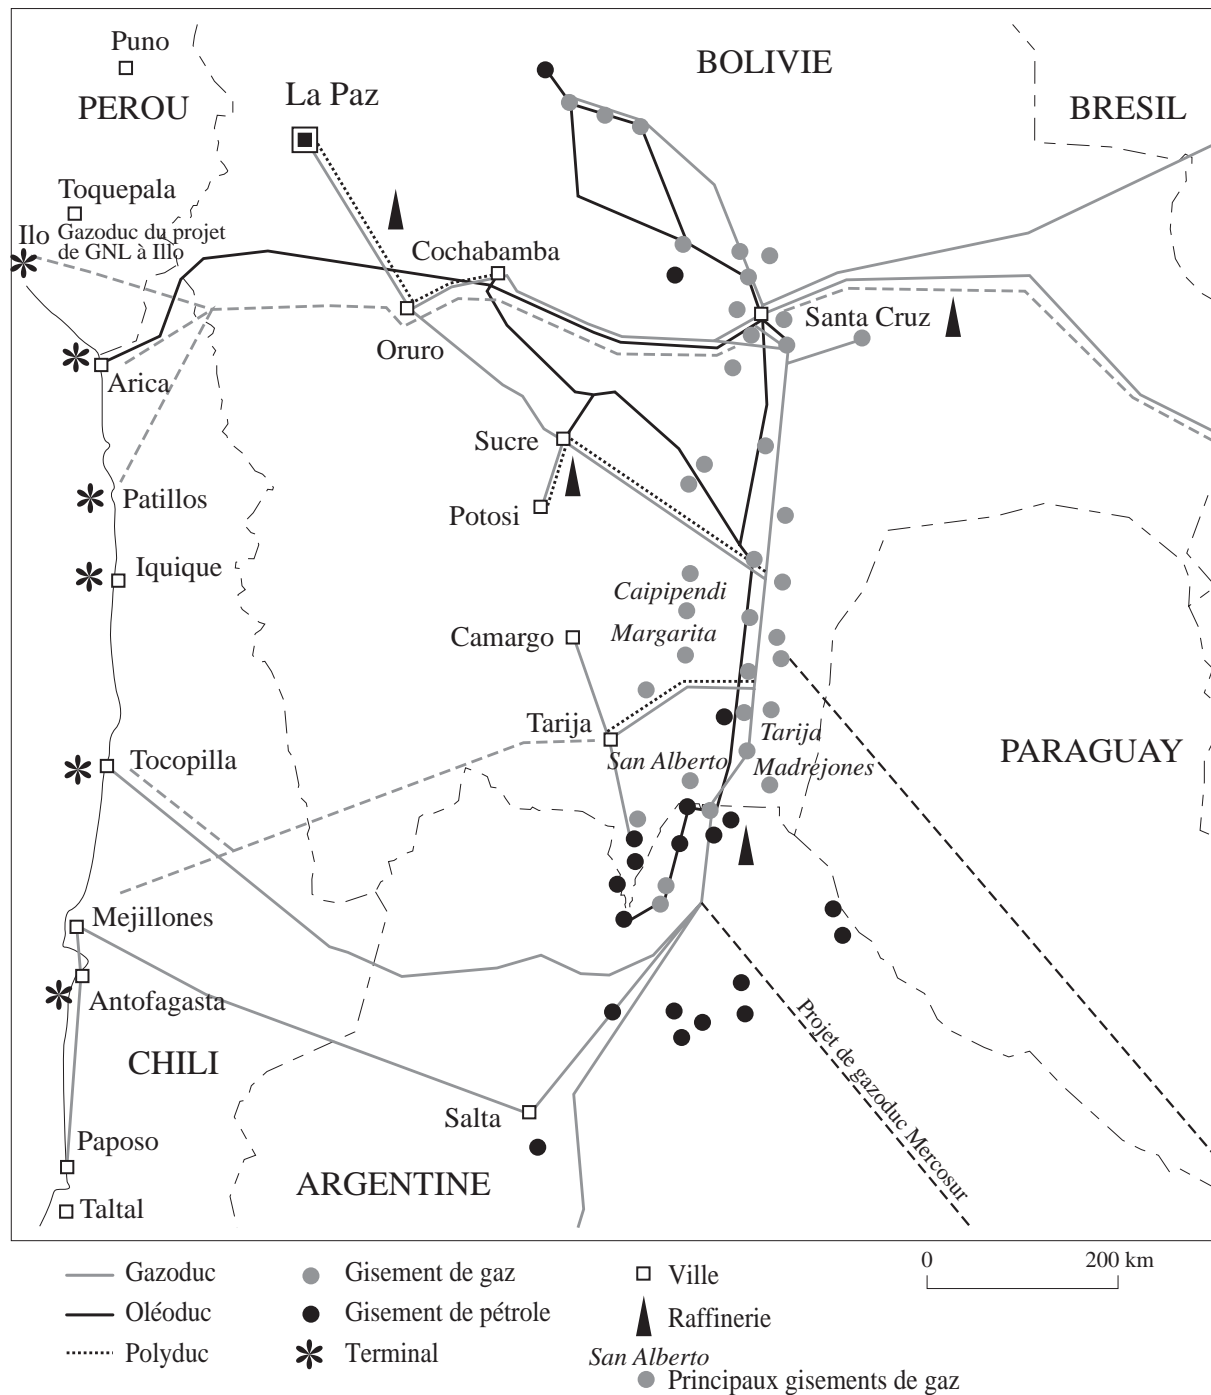 Puno
BOLIVIE
PEROU
La Paz
BRESIL
Toquepala
Ilo
Gazoduc du projet
de GNL à Illo
Cochabamba
Santa Cruz
Oruro
Arica
Sucre
Patillos
Potosi
Iquique
Caipipendi
Camargo
Margarita
Tarija
Tarija
PARAGUAY
Tocopilla
San Alberto
Madrejones
Mejillones
Antofagasta
Projet de gazoduc Mercosur
CHILI
Salta
Paposo
ARGENTINE
Taltal
0
200 km
Gazoduc
Gisement de gaz
Ville
Oléoduc
Gisement de pétrole
Raffinerie
Polyduc
Terminal
San Alberto
Principaux gisements de gaz